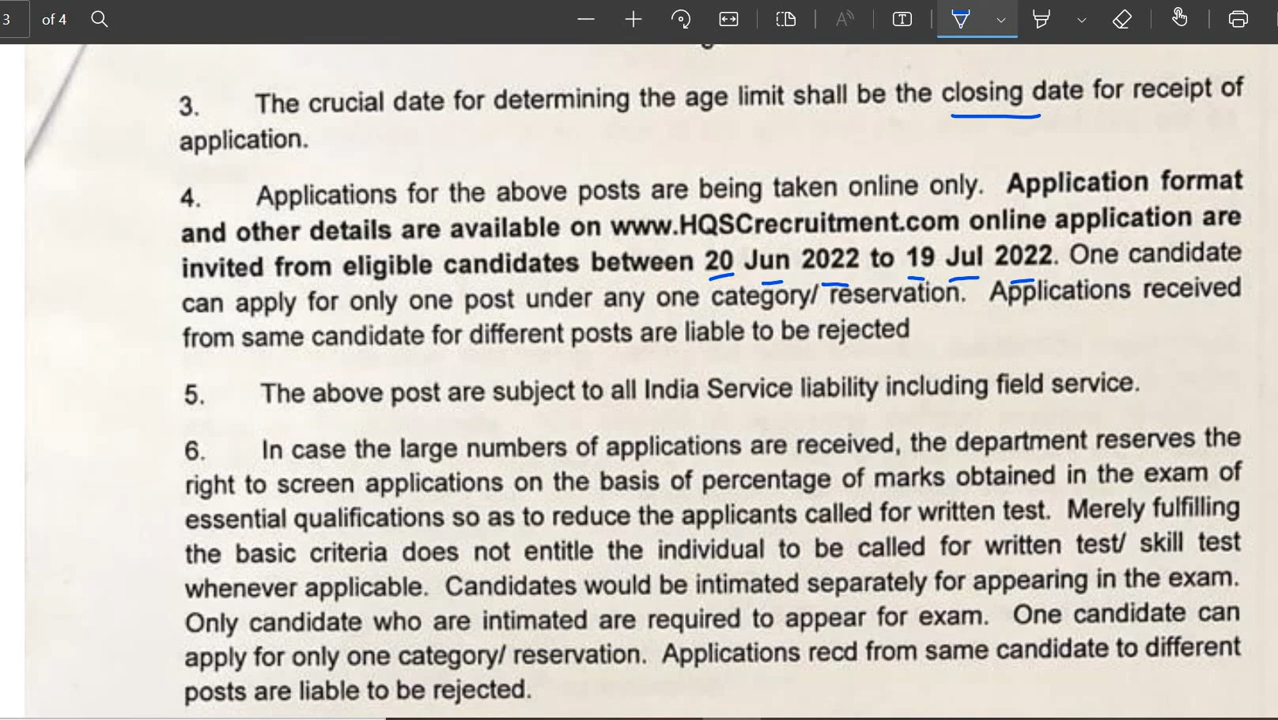 3 of 4
3. The crucial date for determining the age limit shall be the closing date for receipt of
application.
4. Applications for the above posts are being taken online only. Application format
and other details are available on www.HQSCrecruitment.com online application are
invited from eligible candidates between 20 Jun 2022 to 19 Jul 2022. One candidate
can apply for only one post under any one category/ reservation. Applications received
from same candidate for different posts are liable to be rejected
5. The above post are subject to all India Service liability including field service.
6. In case the large numbers of applications are received, the department reserves the
right to screen applications on the basis of percentage of marks obtained in the exam of
essential qualifications so as to reduce the applicants called for written test. Merely fulfilling
the basic criteria does not entitle the individual to be called for written test/ skill test
whenever applicable. Candidates would be intimated separately for appearing in the exam.
Only candidate who are intimated are required to appear for exam. One candidate can
apply for only one category/ reservation. Applications recd from same candidate to different
posts are liable to be rejected.